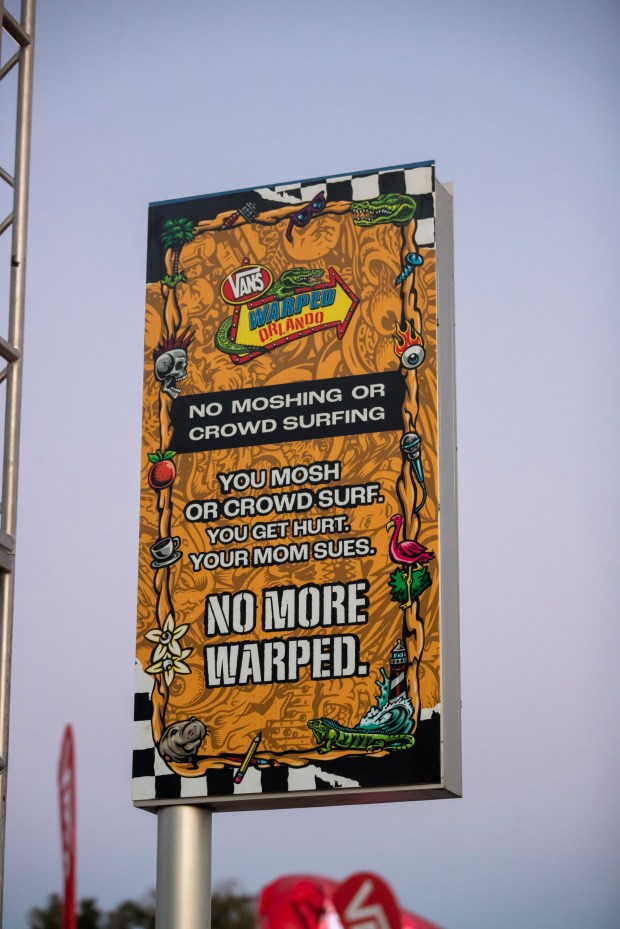 VANS
WARPED
ORLANDO
NO MOSHING OR
CROWD SURFING
YOU MOSH
OR CROWD SURF.
YOU GET HURT.
YOUR MOM SUES.
NO MORE
WARPED.